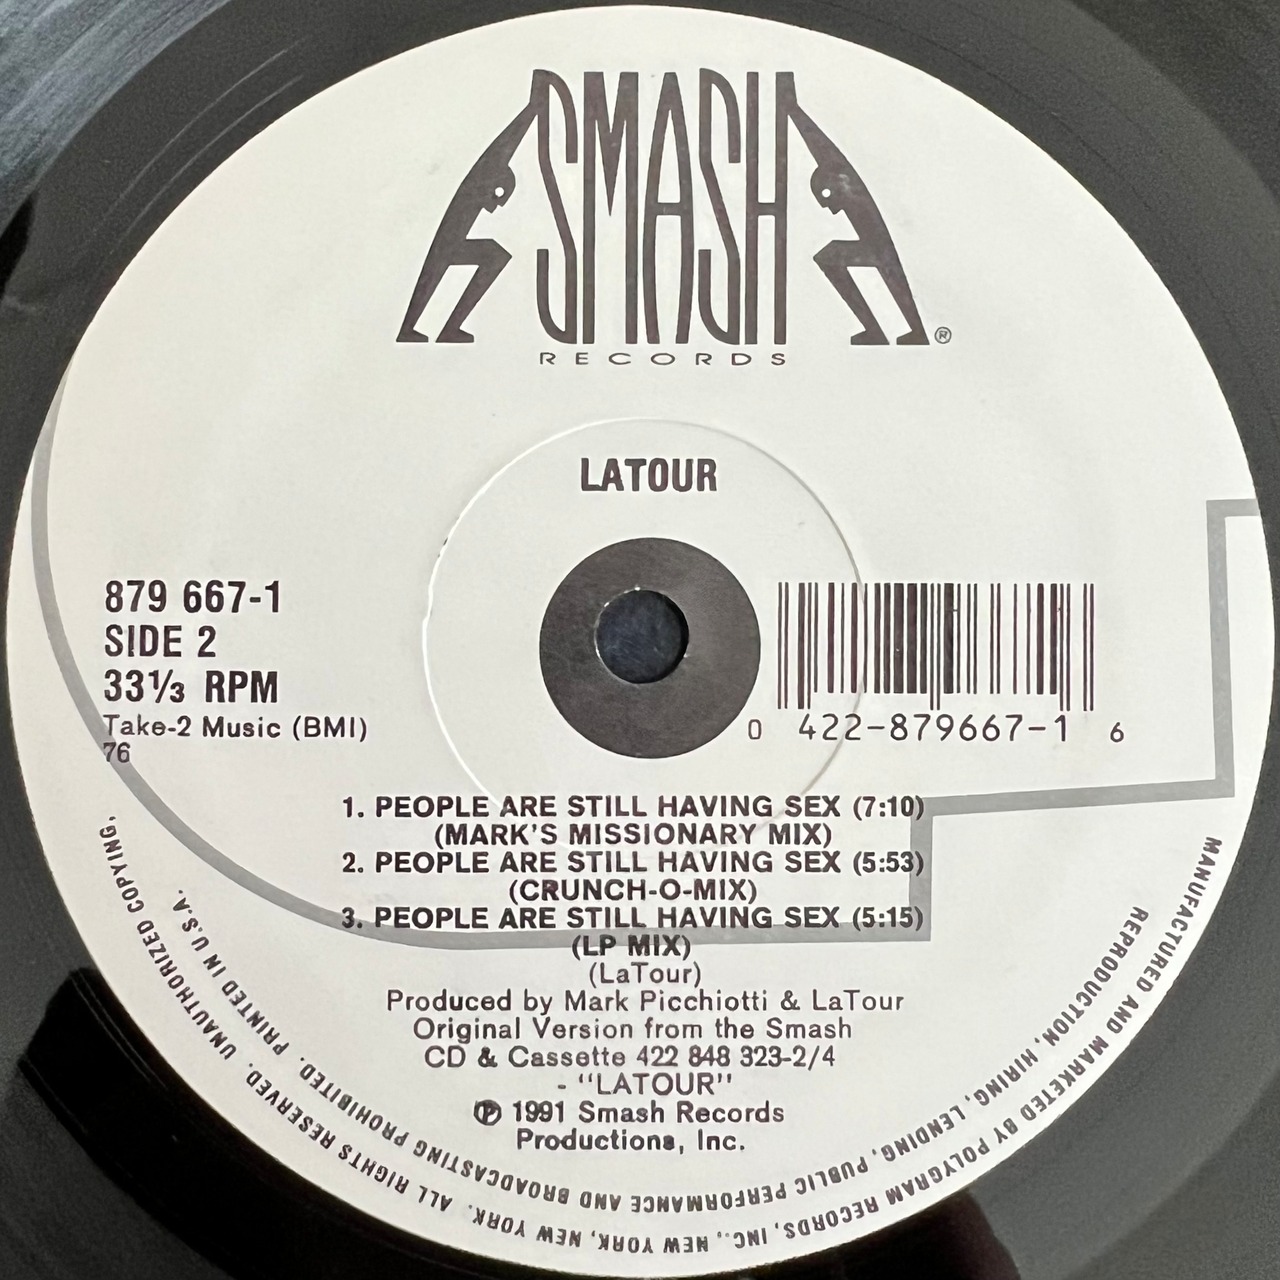 SMASH
RECORDS
®
LATOUR
879 667-1
SIDE 2
33⅓ RPM
Take-2 Music (BMI)
76
0 422-879667-1 6
1. PEOPLE ARE STILL HAVING SEX (7:10)
(MARK'S MISSIONARY MIX)
2. PEOPLE ARE STILL HAVING SEX (5:53)
(CRUNCH-O-MIX)
3. PEOPLE ARE STILL HAVING SEX (5:15)
(LP MIX)
(LaTour)
Produced by Mark Picchiotti & LaTour
Original Version from the Smash
CD & Cassette 422 848 323-2/4
- "LATOUR"
℗ 1991 Smash Records
Productions, Inc.
MANUFACTURED AND MARKETED BY POLYGRAM RECORDS, INC., NEW YORK, NEW YORK. ALL RIGHTS RESERVED. UNAUTHORIZED COPYING,
REPRODUCTION, HIRING, LENDING, PUBLIC PERFORMANCE AND BROADCASTING PROHIBITED. PRINTED IN U.S.A.